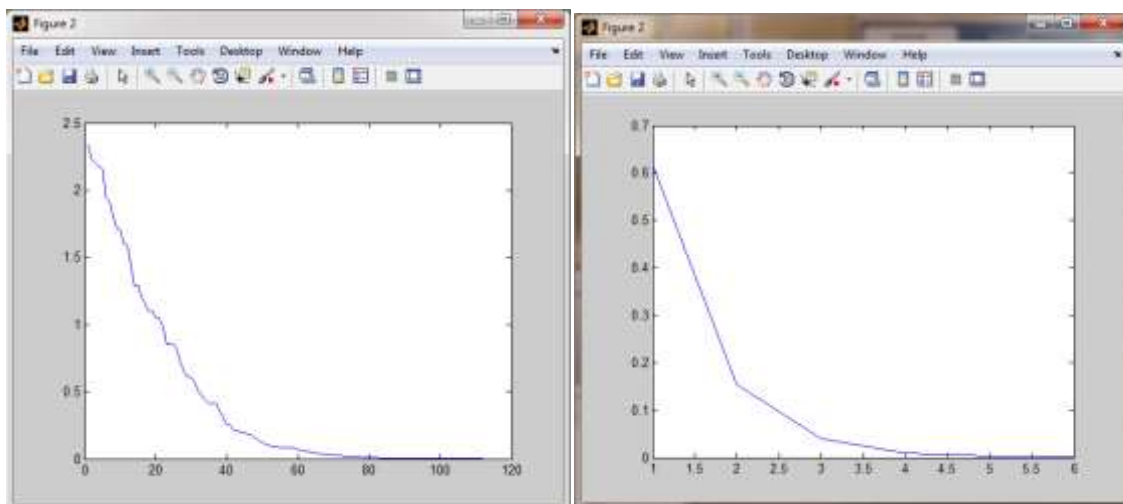 Figure 2
File Edit View Insert Tools Desktop Window Help
2.5
2
1.5
1
0.5
0
0 20 40 60 80 100 120
Figure 2
File Edit View Insert Tools Desktop Window Help
0.7
0.6
0.5
0.4
0.3
0.2
0.1
0
1 1.5 2 2.5 3 3.5 4 4.5 5 5.5 6